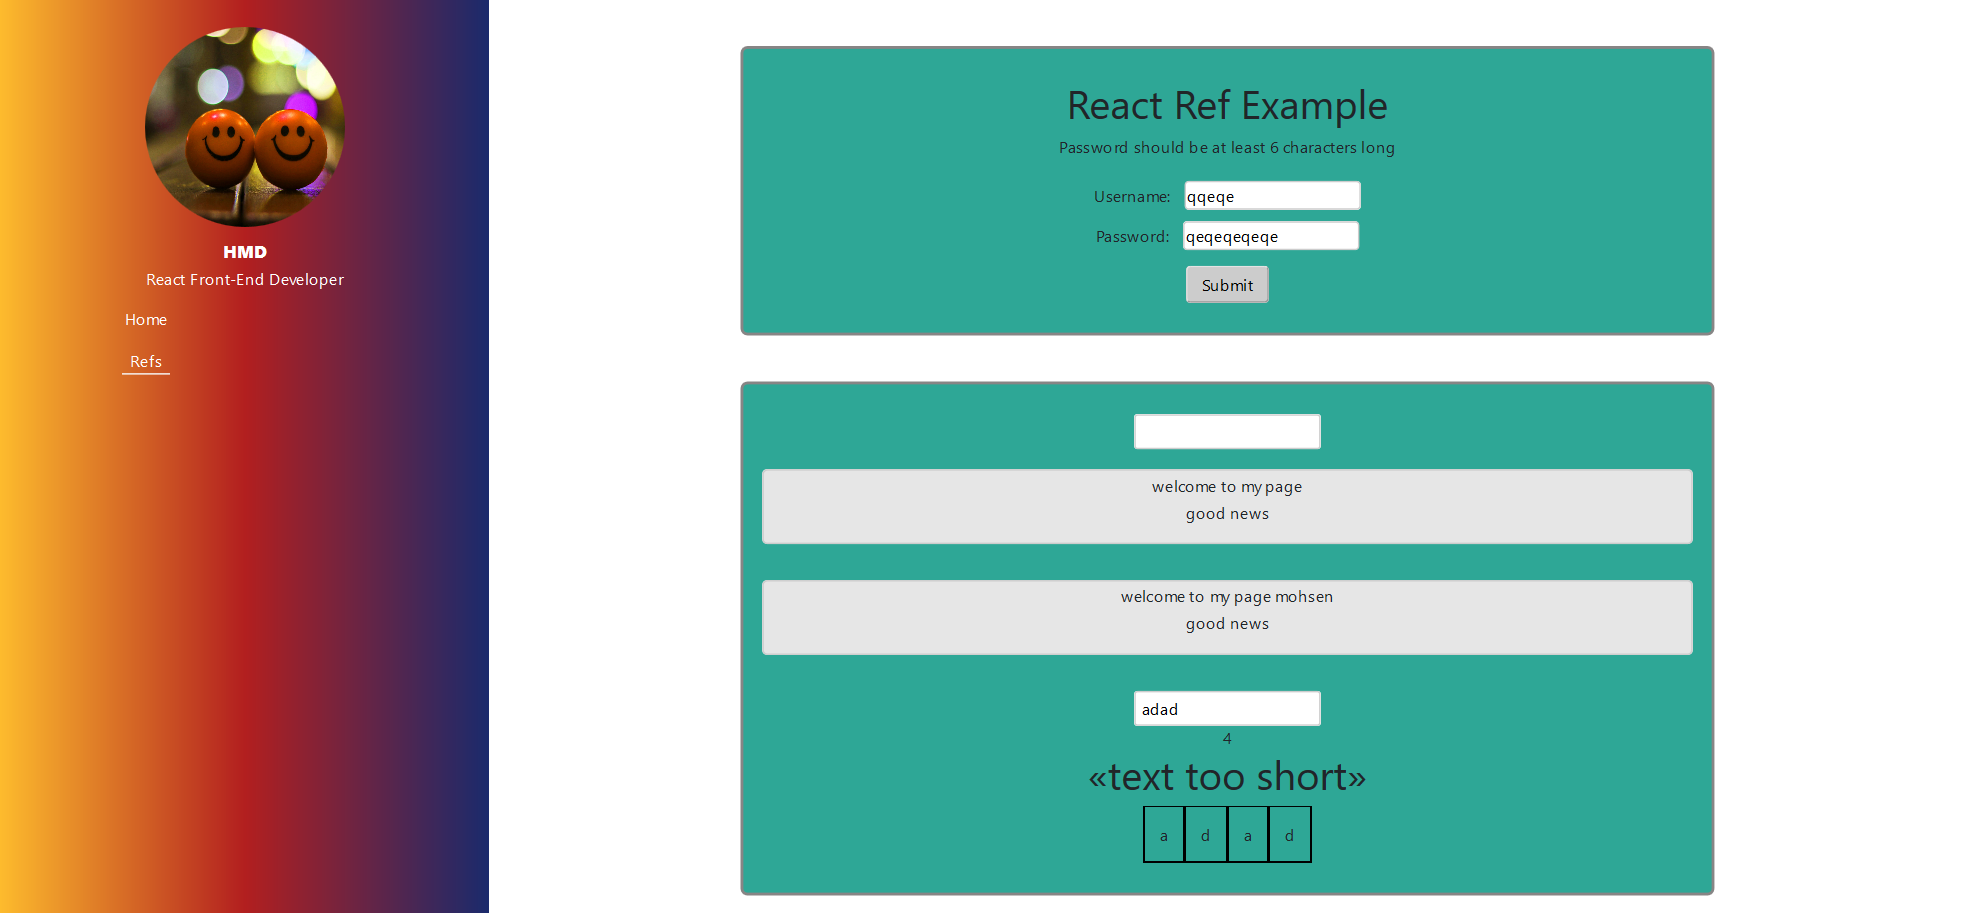 HMD
React Front-End Developer
Home
Refs
React Ref Example
Password should be at least 6 characters long
Username: qqeqe
Password: qeqeqeqeqe
Submit
welcome to my page
good news
welcome to my page mohsen
good news
adad
4
«text too short»
a d a d